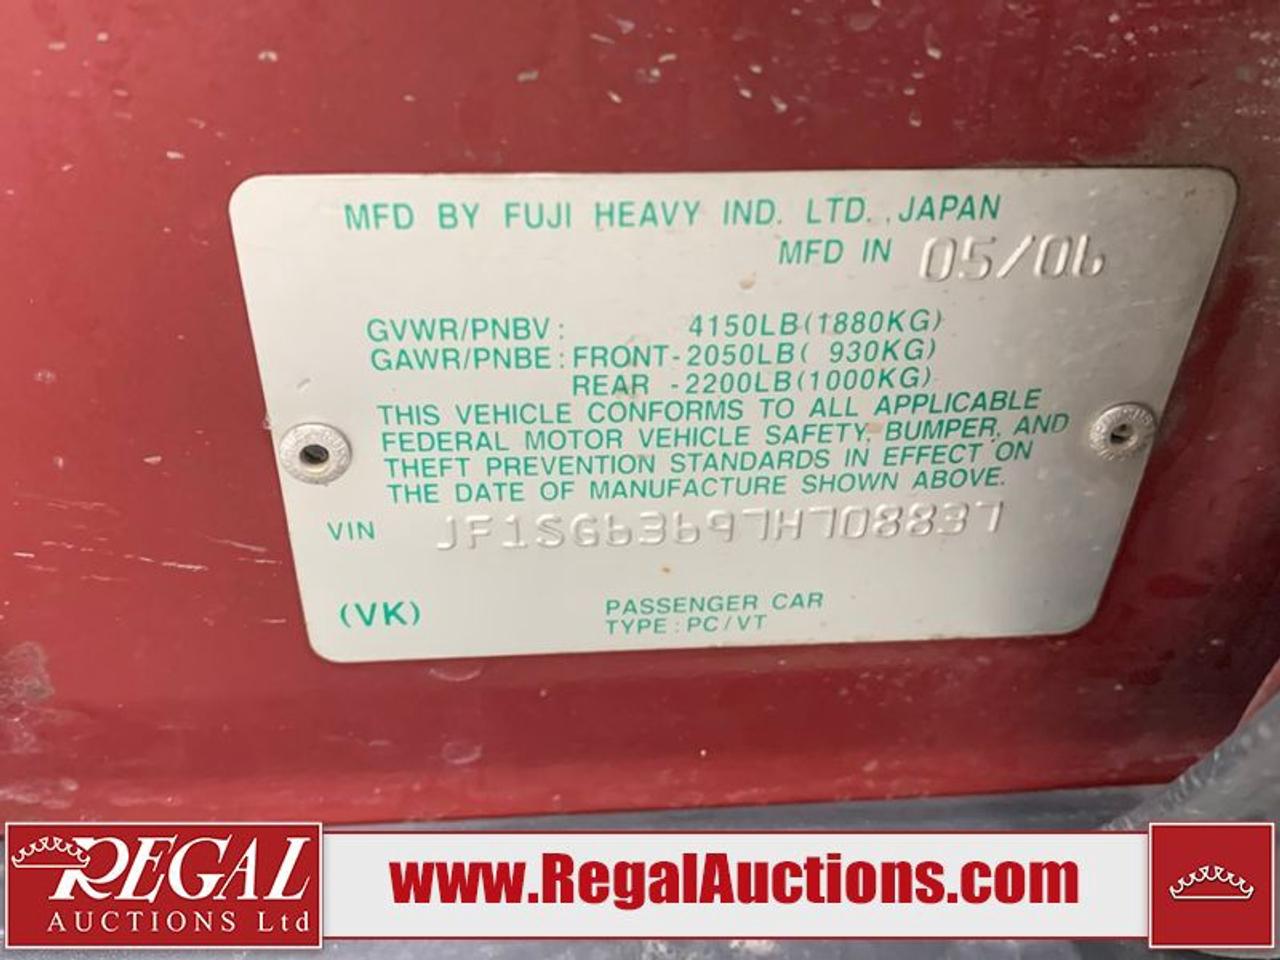 MFD BY FUJI HEAVY IND. LTD., JAPAN
MFD IN 05/06
GVWR/PNBV: 4150LB(1880KG)
GAWR/PNBE: FRONT-2050LB( 930KG)
REAR -2200LB(1000KG)
THIS VEHICLE CONFORMS TO ALL APPLICABLE
FEDERAL MOTOR VEHICLE SAFETY, BUMPER, AND
THEFT PREVENTION STANDARDS IN EFFECT ON
THE DATE OF MANUFACTURE SHOWN ABOVE.
VIN JF1SG63697H708837
(VK)
PASSENGER CAR
TYPE: PC/VT
REGAL
AUCTIONS Ltd
www.RegalAuctions.com